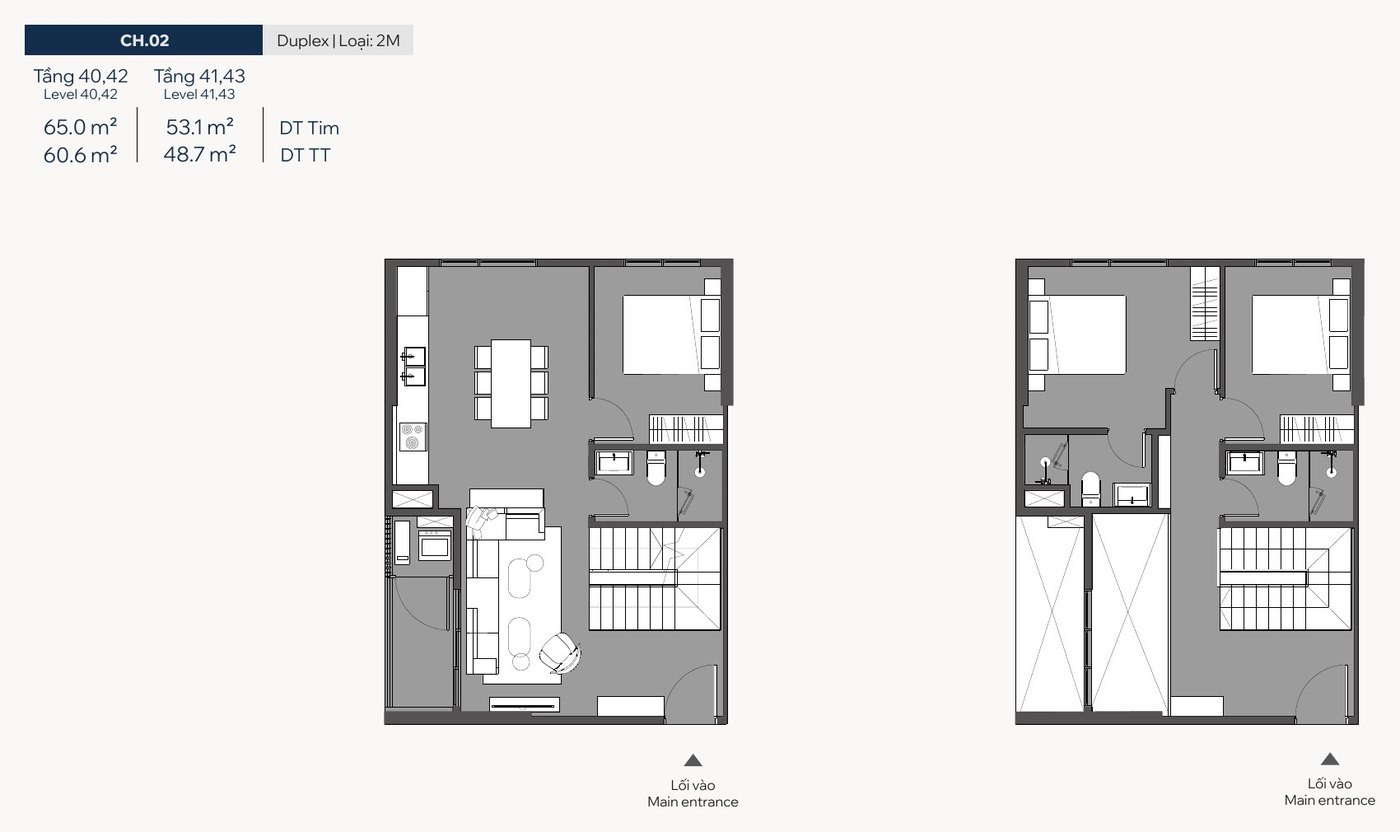 CH.02
Duplex | Loại: 2M
Tầng 40,42
Level 40,42
Tầng 41,43
Level 41,43
65.0 m²
53.1 m²
DT Tim
60.6 m²
48.7 m²
DT TT
Lối vào
Main entrance
Lối vào
Main entrance